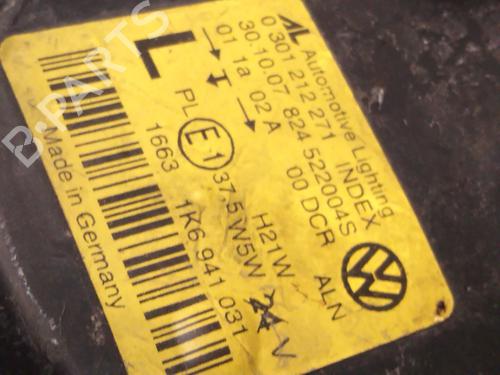 AL Automotive Lighting
0 301 212 271 INDEX
30.10.07 824 522004S
01 1a 02 A 00 DCR ALN
L
PL E1 37.5 W5W H21W 24 V
1663 1K6 941 031
Made in Germany
VW
B-PARTS